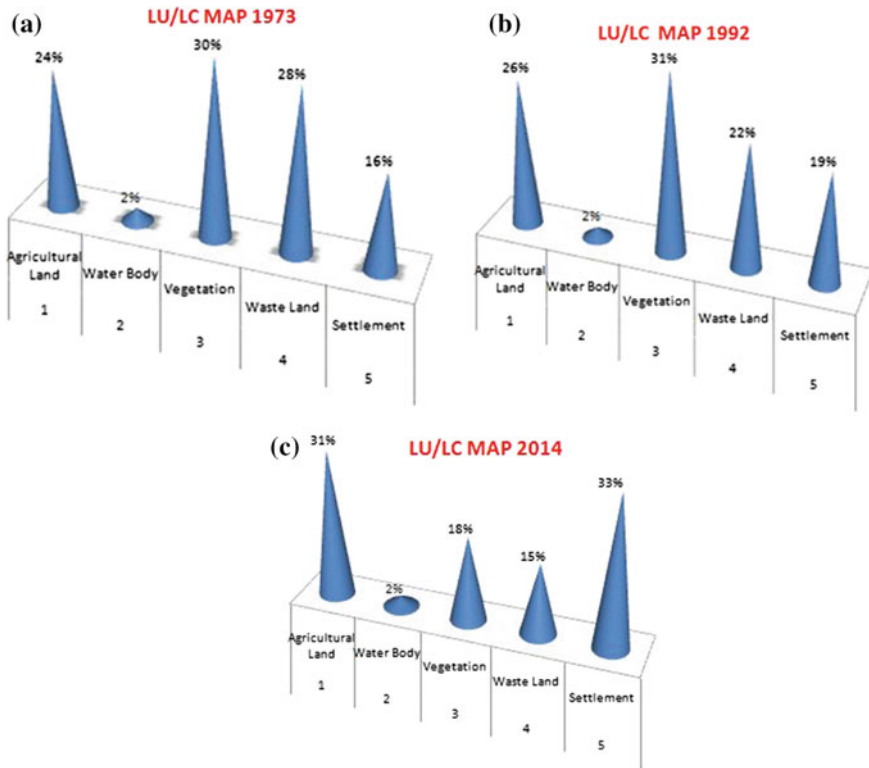 (a)
LU/LC MAP 1973
24%
2%
30%
28%
16%
Agricultural
Land
1
Water Body
2
Vegetation
3
Waste Land
4
Settlement
5
(b)
LU/LC MAP 1992
26%
2%
31%
22%
19%
Agricultural
Land
1
Water Body
2
Vegetation
3
Waste Land
4
Settlement
5
(c)
LU/LC MAP 2014
31%
2%
18%
15%
33%
Agricultural
Land
1
Water Body
2
Vegetation
3
Waste Land
4
Settlement
5